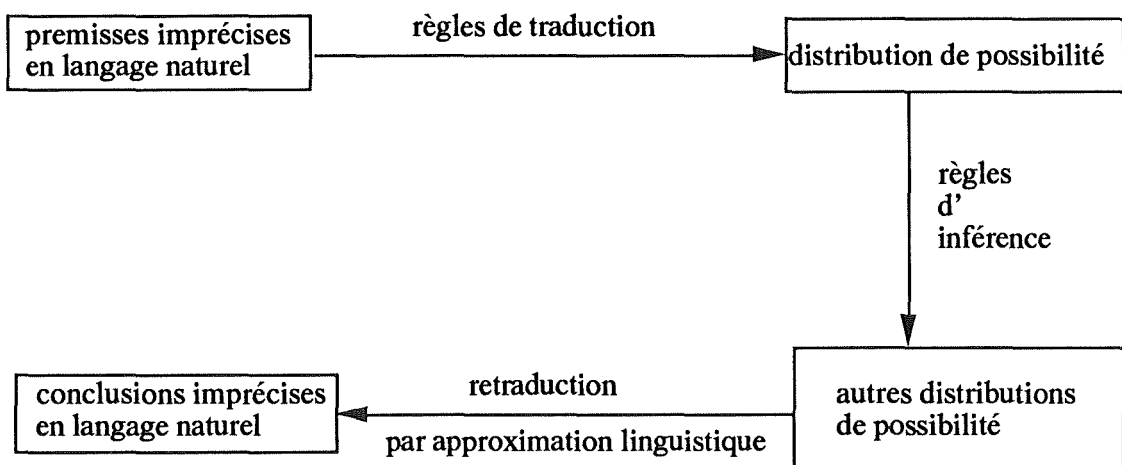 premisses imprécises
en langage naturel
règles de traduction
distribution de possibilité
règles
d'
inférence
autres distributions
de possibilité
retraduction
par approximation linguistique
conclusions imprécises
en langage naturel